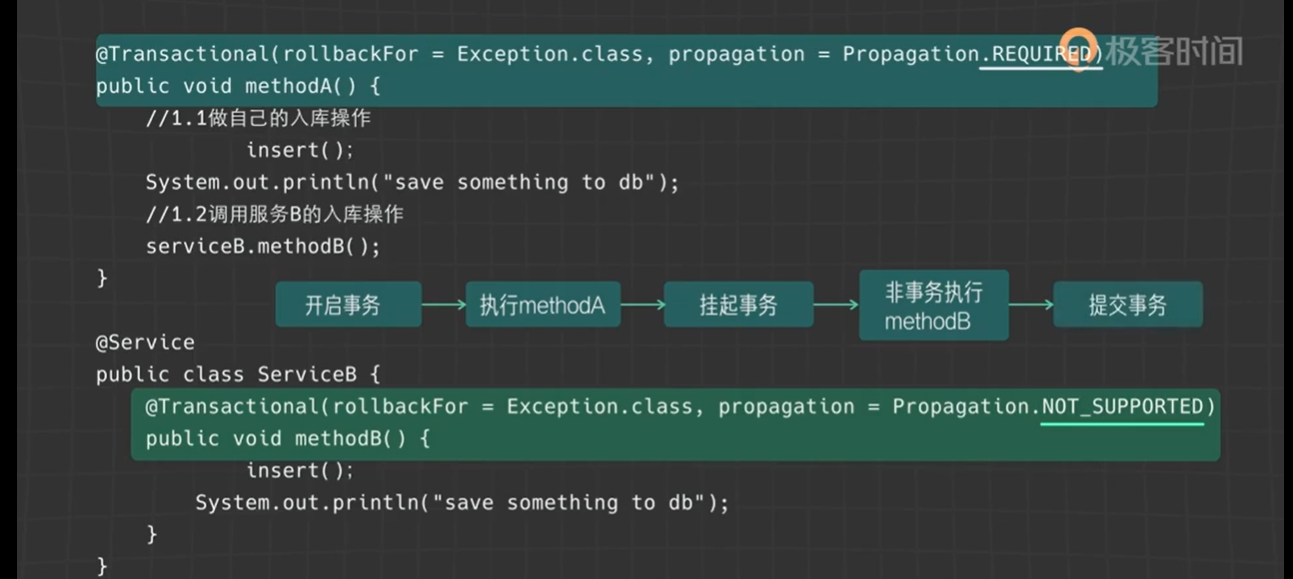 @Transactional(rollbackFor = Exception.class, propagation = Propagation.REQUIRED)
极客时间
public void methodA() {
//1.1做自己的入库操作
insert();
System.out.println("save something to db");
//1.2调用服务B的入库操作
serviceB.methodB();
}
开启事务
执行methodA
挂起事务
非事务执行
methodB
提交事务
@Service
public class ServiceB {
@Transactional(rollbackFor = Exception.class, propagation = Propagation.NOT_SUPPORTED)
public void methodB() {
insert();
System.out.println("save something to db");
}
}